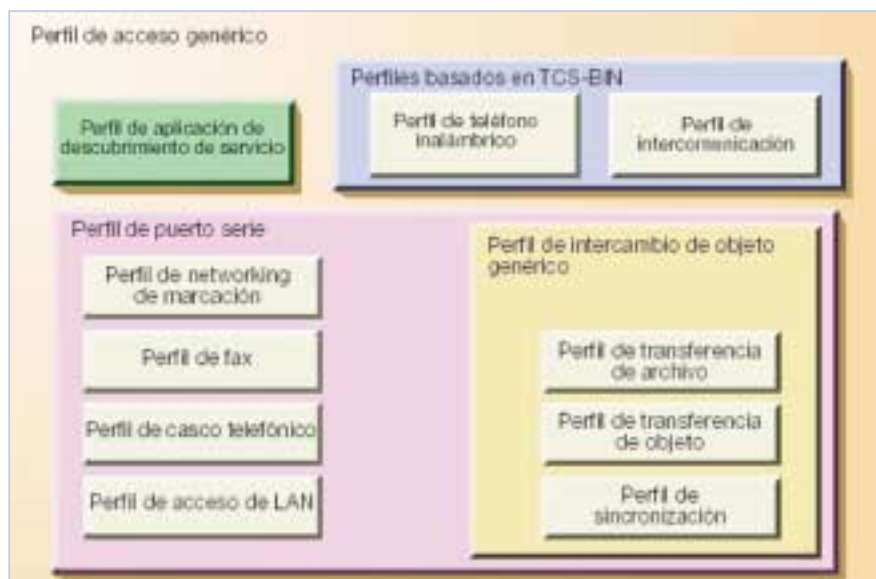 Perfil de acceso genérico
Perfiles basados en TCS-BIN
Perfil de aplicación de
descubrimiento de servicio
Perfil de teléfono
inalámbrico
Perfil de
intercomunicación
Perfil de puerto serie
Perfil de networking
de marcación
Perfil de fax
Perfil de casco telefónico
Perfil de acceso de LAN
Perfil de intercambio de objeto
genérico
Perfil de transferencia
de archivo
Perfil de transferencia
de objeto
Perfil de
sincronización